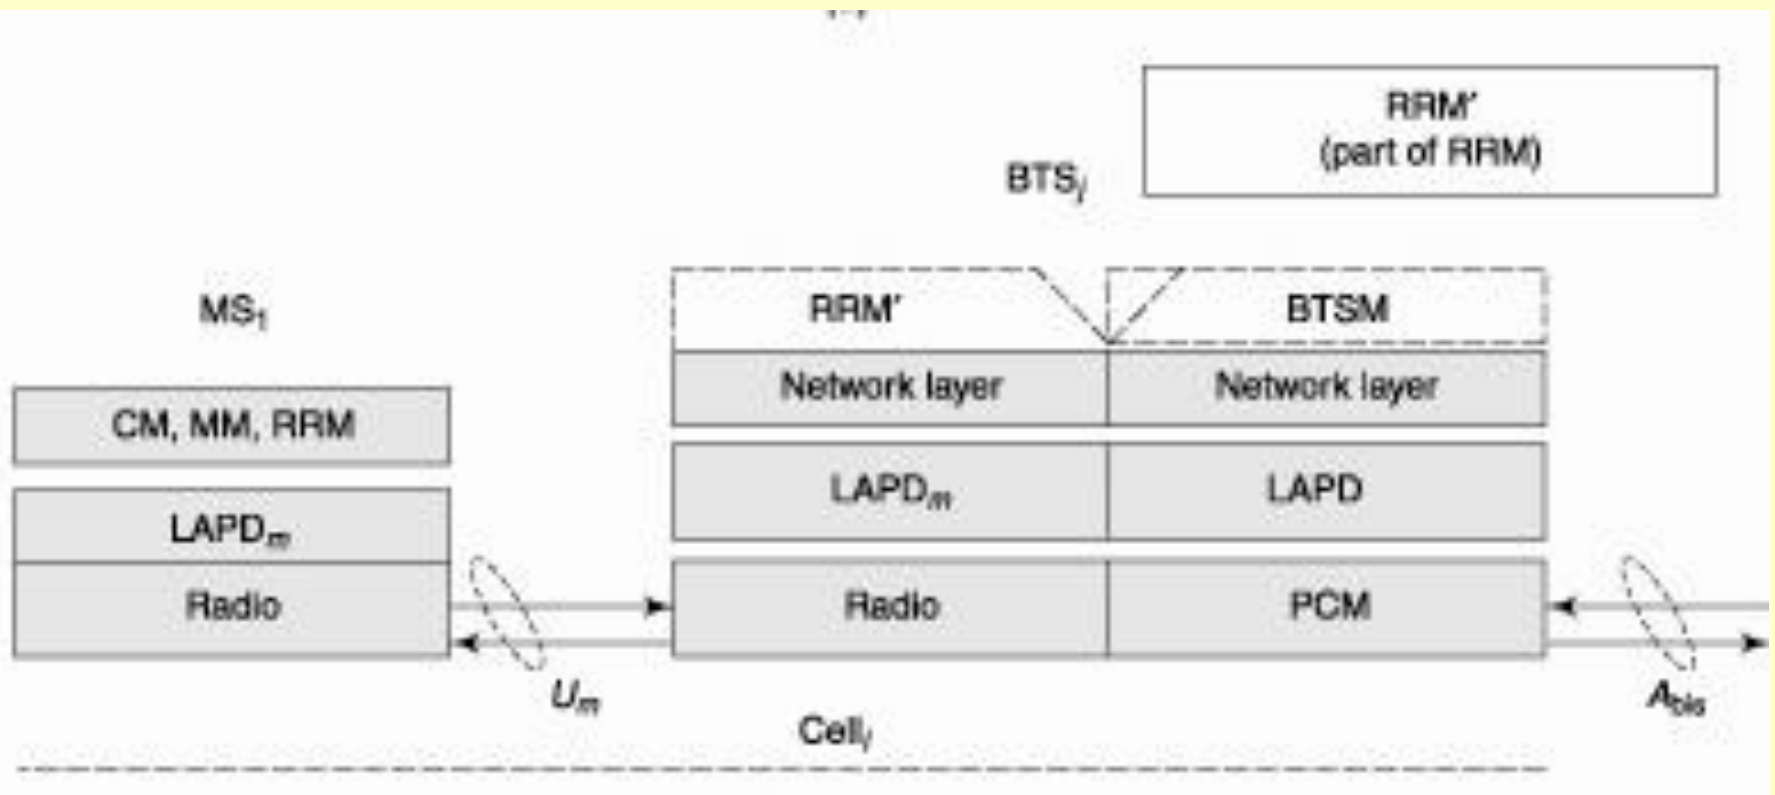 RRM′
(part of RRM)
BTSj
MS1
RRM′
BTSM
Network layer
Network layer
CM, MM, RRM
LAPDm
LAPD
LAPDm
Radio
Radio
PCM
Um
Abis
Celli